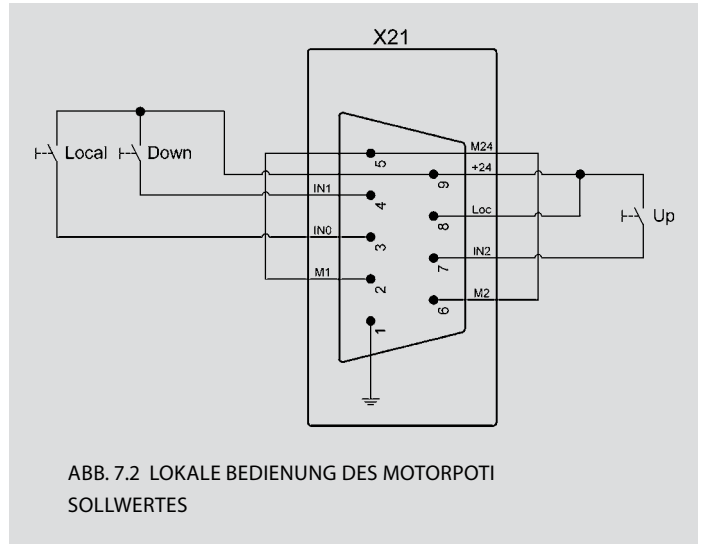 X21
Local
Down
Up
M24
+24
IN1
Loc
IN0
IN2
M1
M2
5
9
4
8
3
7
2
6
1
ABB. 7.2 LOKALE BEDIENUNG DES MOTORPOTI
SOLLWERTES